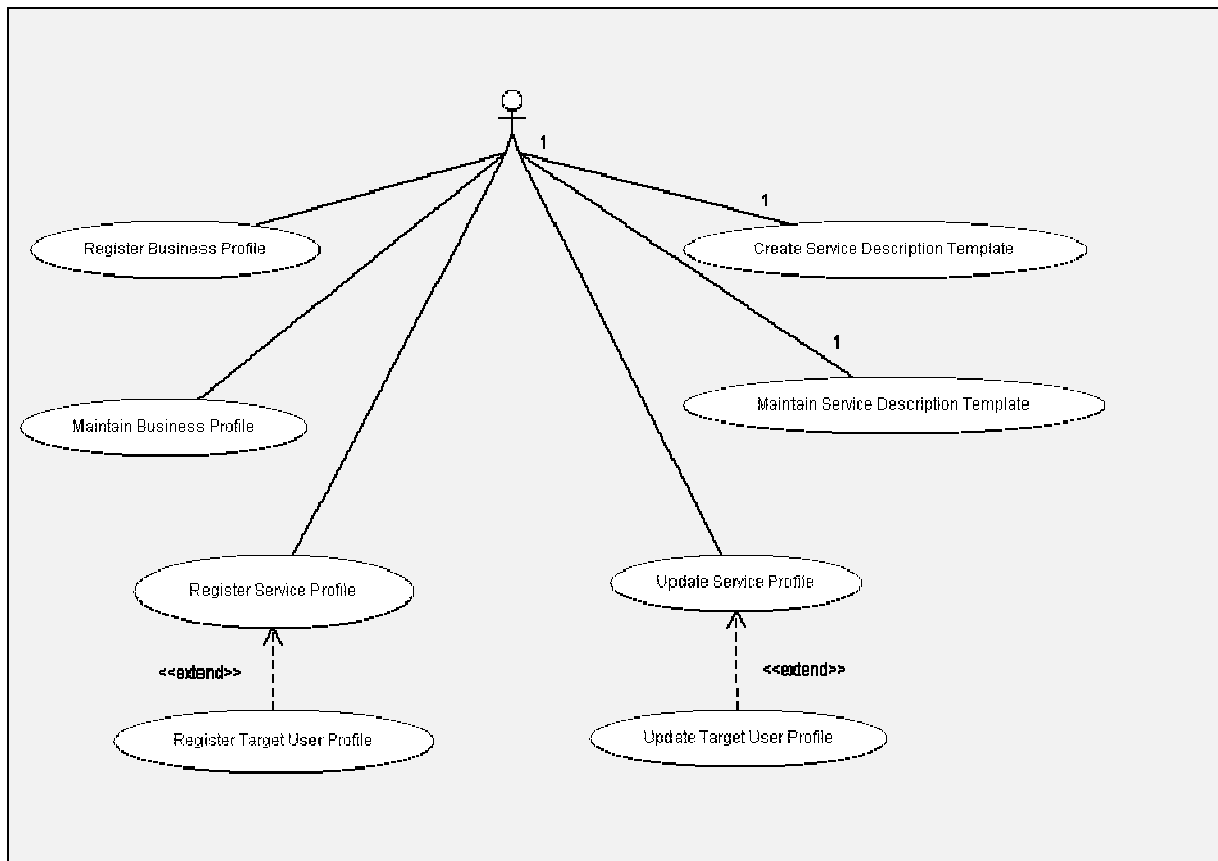 1
1
Register Business Profile
Create Service Description Template
1
Maintain Service Description Template
Maintain Business Profile
Register Service Profile
Update Service Profile
<<extend>>
<<extend>>
Register Target User Profile
Update Target User Profile